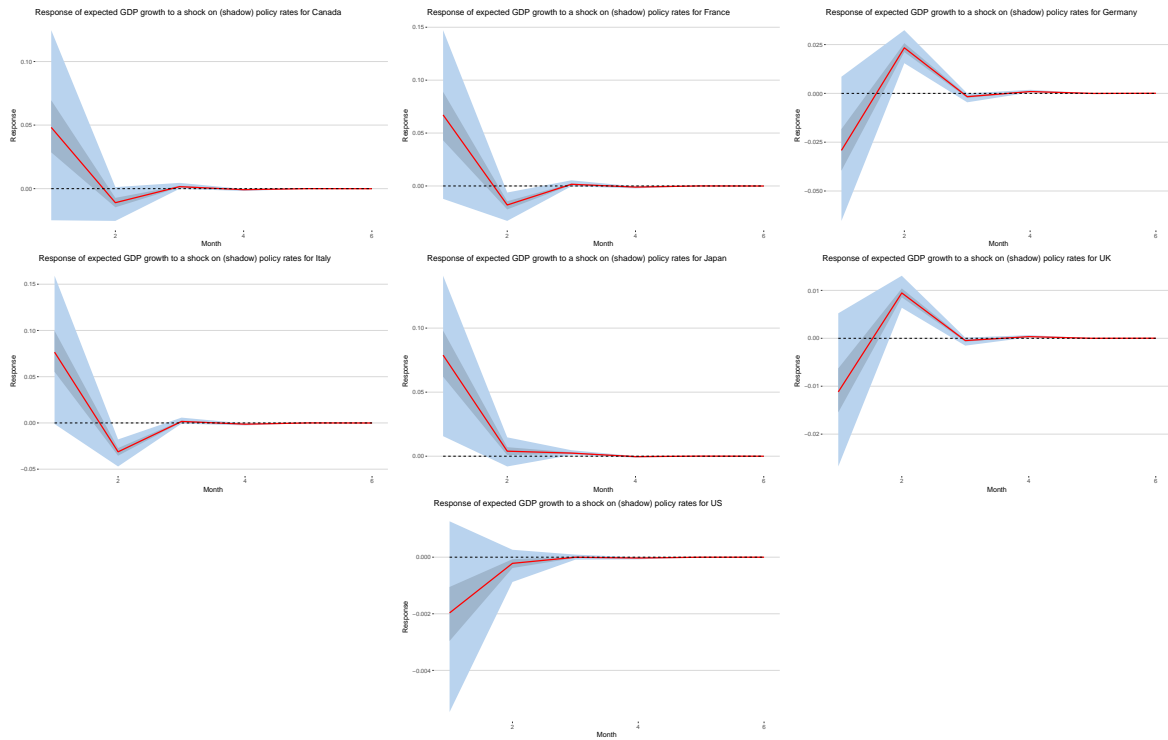 Response of expected GDP growth to a shock on (shadow) policy rates for Canada
0.10
0.05
0.00
Response
2
4
6
Month
Response of expected GDP growth to a shock on (shadow) policy rates for France
0.15
0.10
0.05
0.00
Response
2
4
6
Month
Response of expected GDP growth to a shock on (shadow) policy rates for Germany
0.025
0.000
−0.025
−0.050
Response
2
4
6
Month
Response of expected GDP growth to a shock on (shadow) policy rates for Italy
0.15
0.10
0.05
0.00
−0.05
Response
2
4
6
Month
Response of expected GDP growth to a shock on (shadow) policy rates for Japan
0.10
0.05
0.00
Response
2
4
6
Month
Response of expected GDP growth to a shock on (shadow) policy rates for UK
0.01
0.00
−0.01
−0.02
Response
2
4
6
Month
Response of expected GDP growth to a shock on (shadow) policy rates for US
0.000
−0.002
−0.004
Response
2
4
6
Month